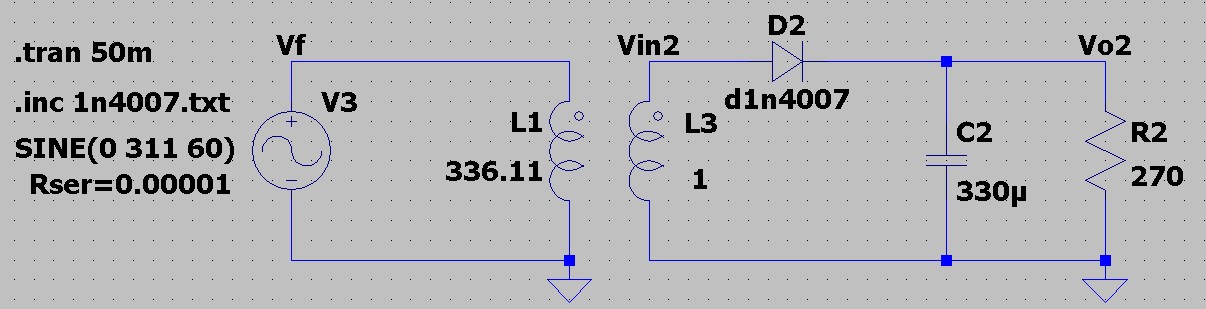 .tran 50m
.inc 1n4007.txt
SINE(0 311 60)
Rser=0.00001
Vf
V3
L1
336.11
Vin2
L3
1
D2
d1n4007
C2
330µ
Vo2
R2
270